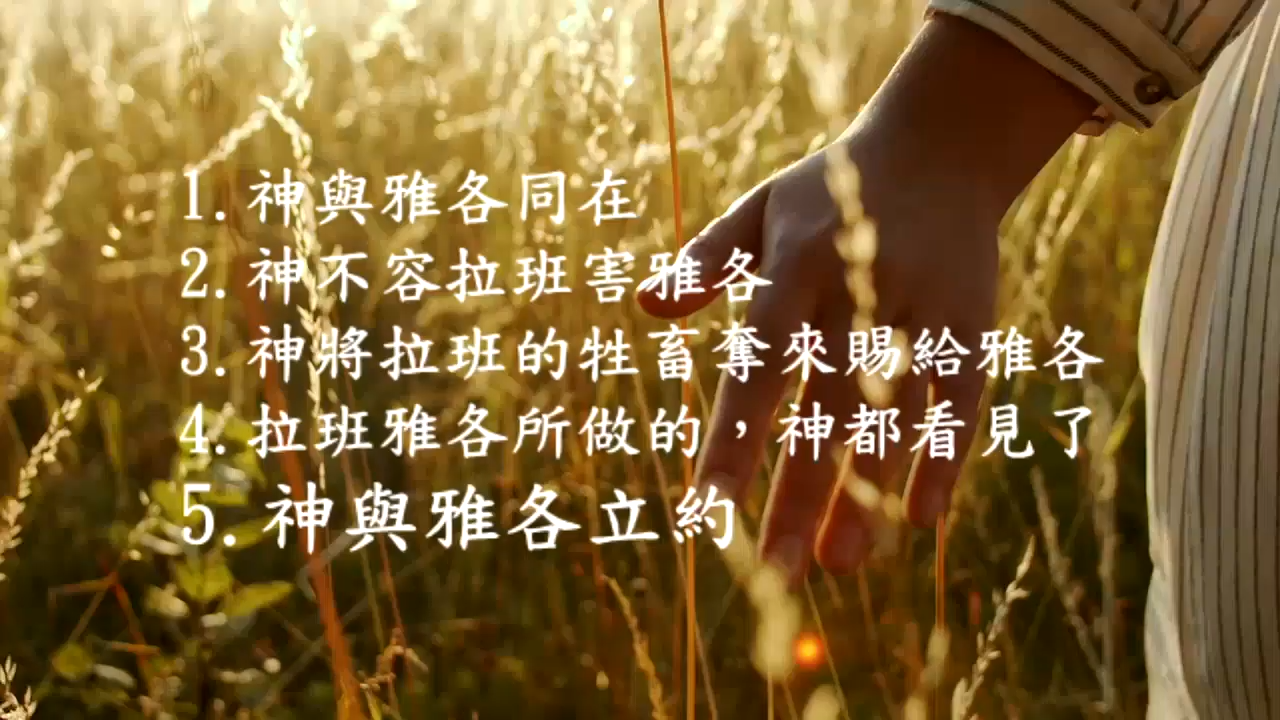 1.神與雅各同在
2.神不容拉班害雅各
3.神將拉班的牲畜奪來賜給雅各
4.拉班雅各所做的，神都看見了
5.神與雅各立約